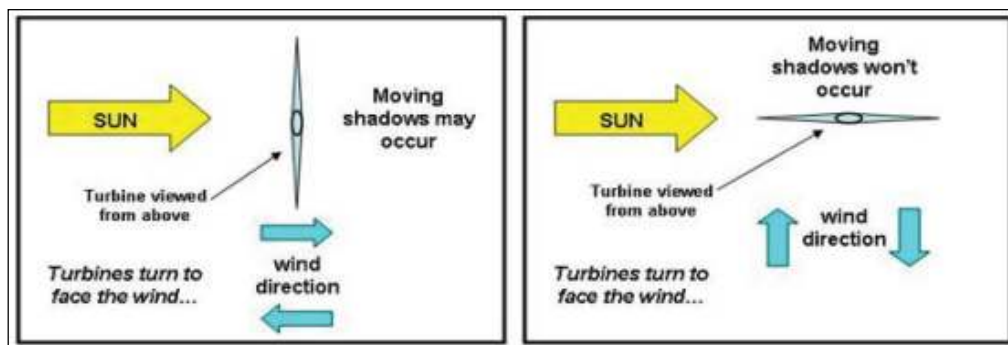 SUN
Moving
shadows may
occur
Turbine viewed
from above
wind
direction
Turbines turn to
face the wind...
Moving
shadows won't
occur
SUN
Turbine viewed
from above
wind
direction
Turbines turn to
face the wind...